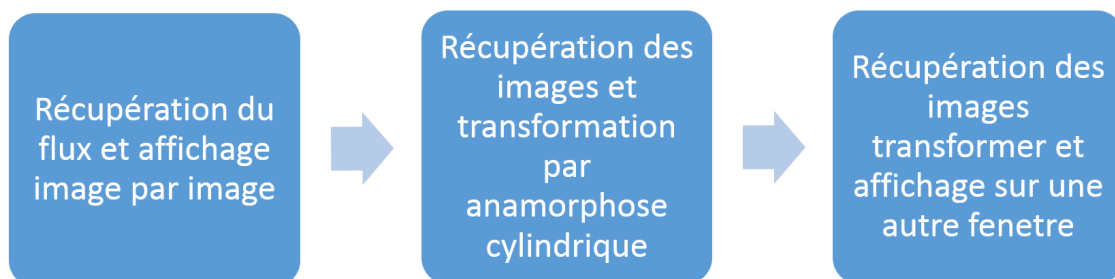 Récupération du
flux et affichage
image par image
Récupération des
images et
transformation
par
anamorphose
cylindrique
Récupération des
images
transformer et
affichage sur une
autre fenetre